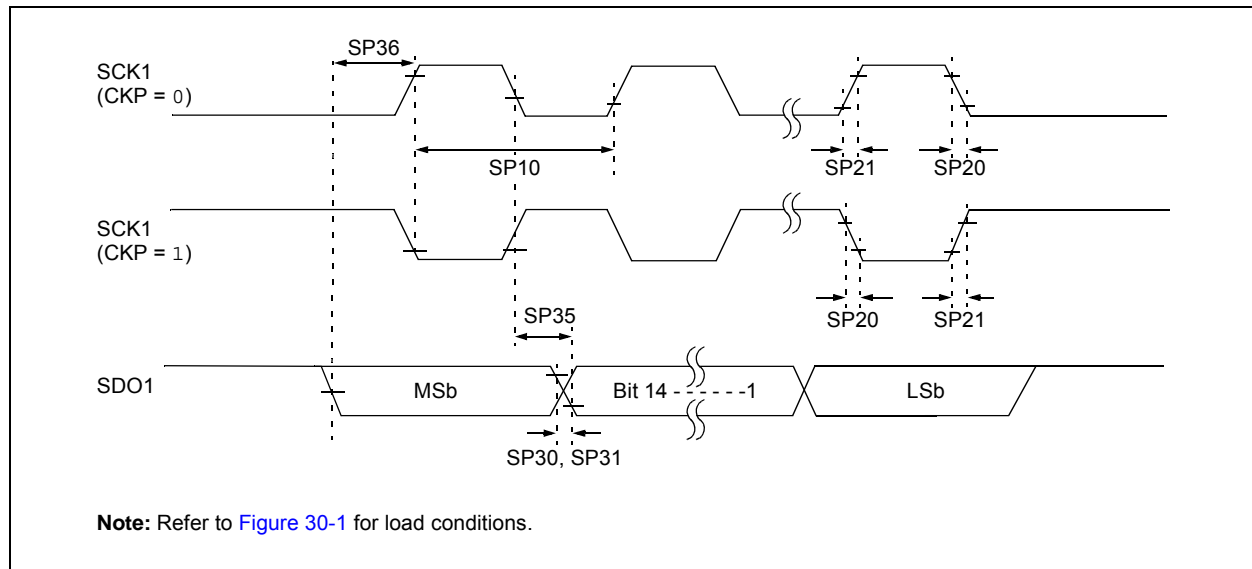 SP36
SCK1
(CKP = 0)
SP10
SP21
SP20
SCK1
(CKP = 1)
SP35
SP20
SP21
SDO1
MSb
Bit 14 - - - - - -1
LSb
SP30, SP31
Note: Refer to Figure 30-1 for load conditions.